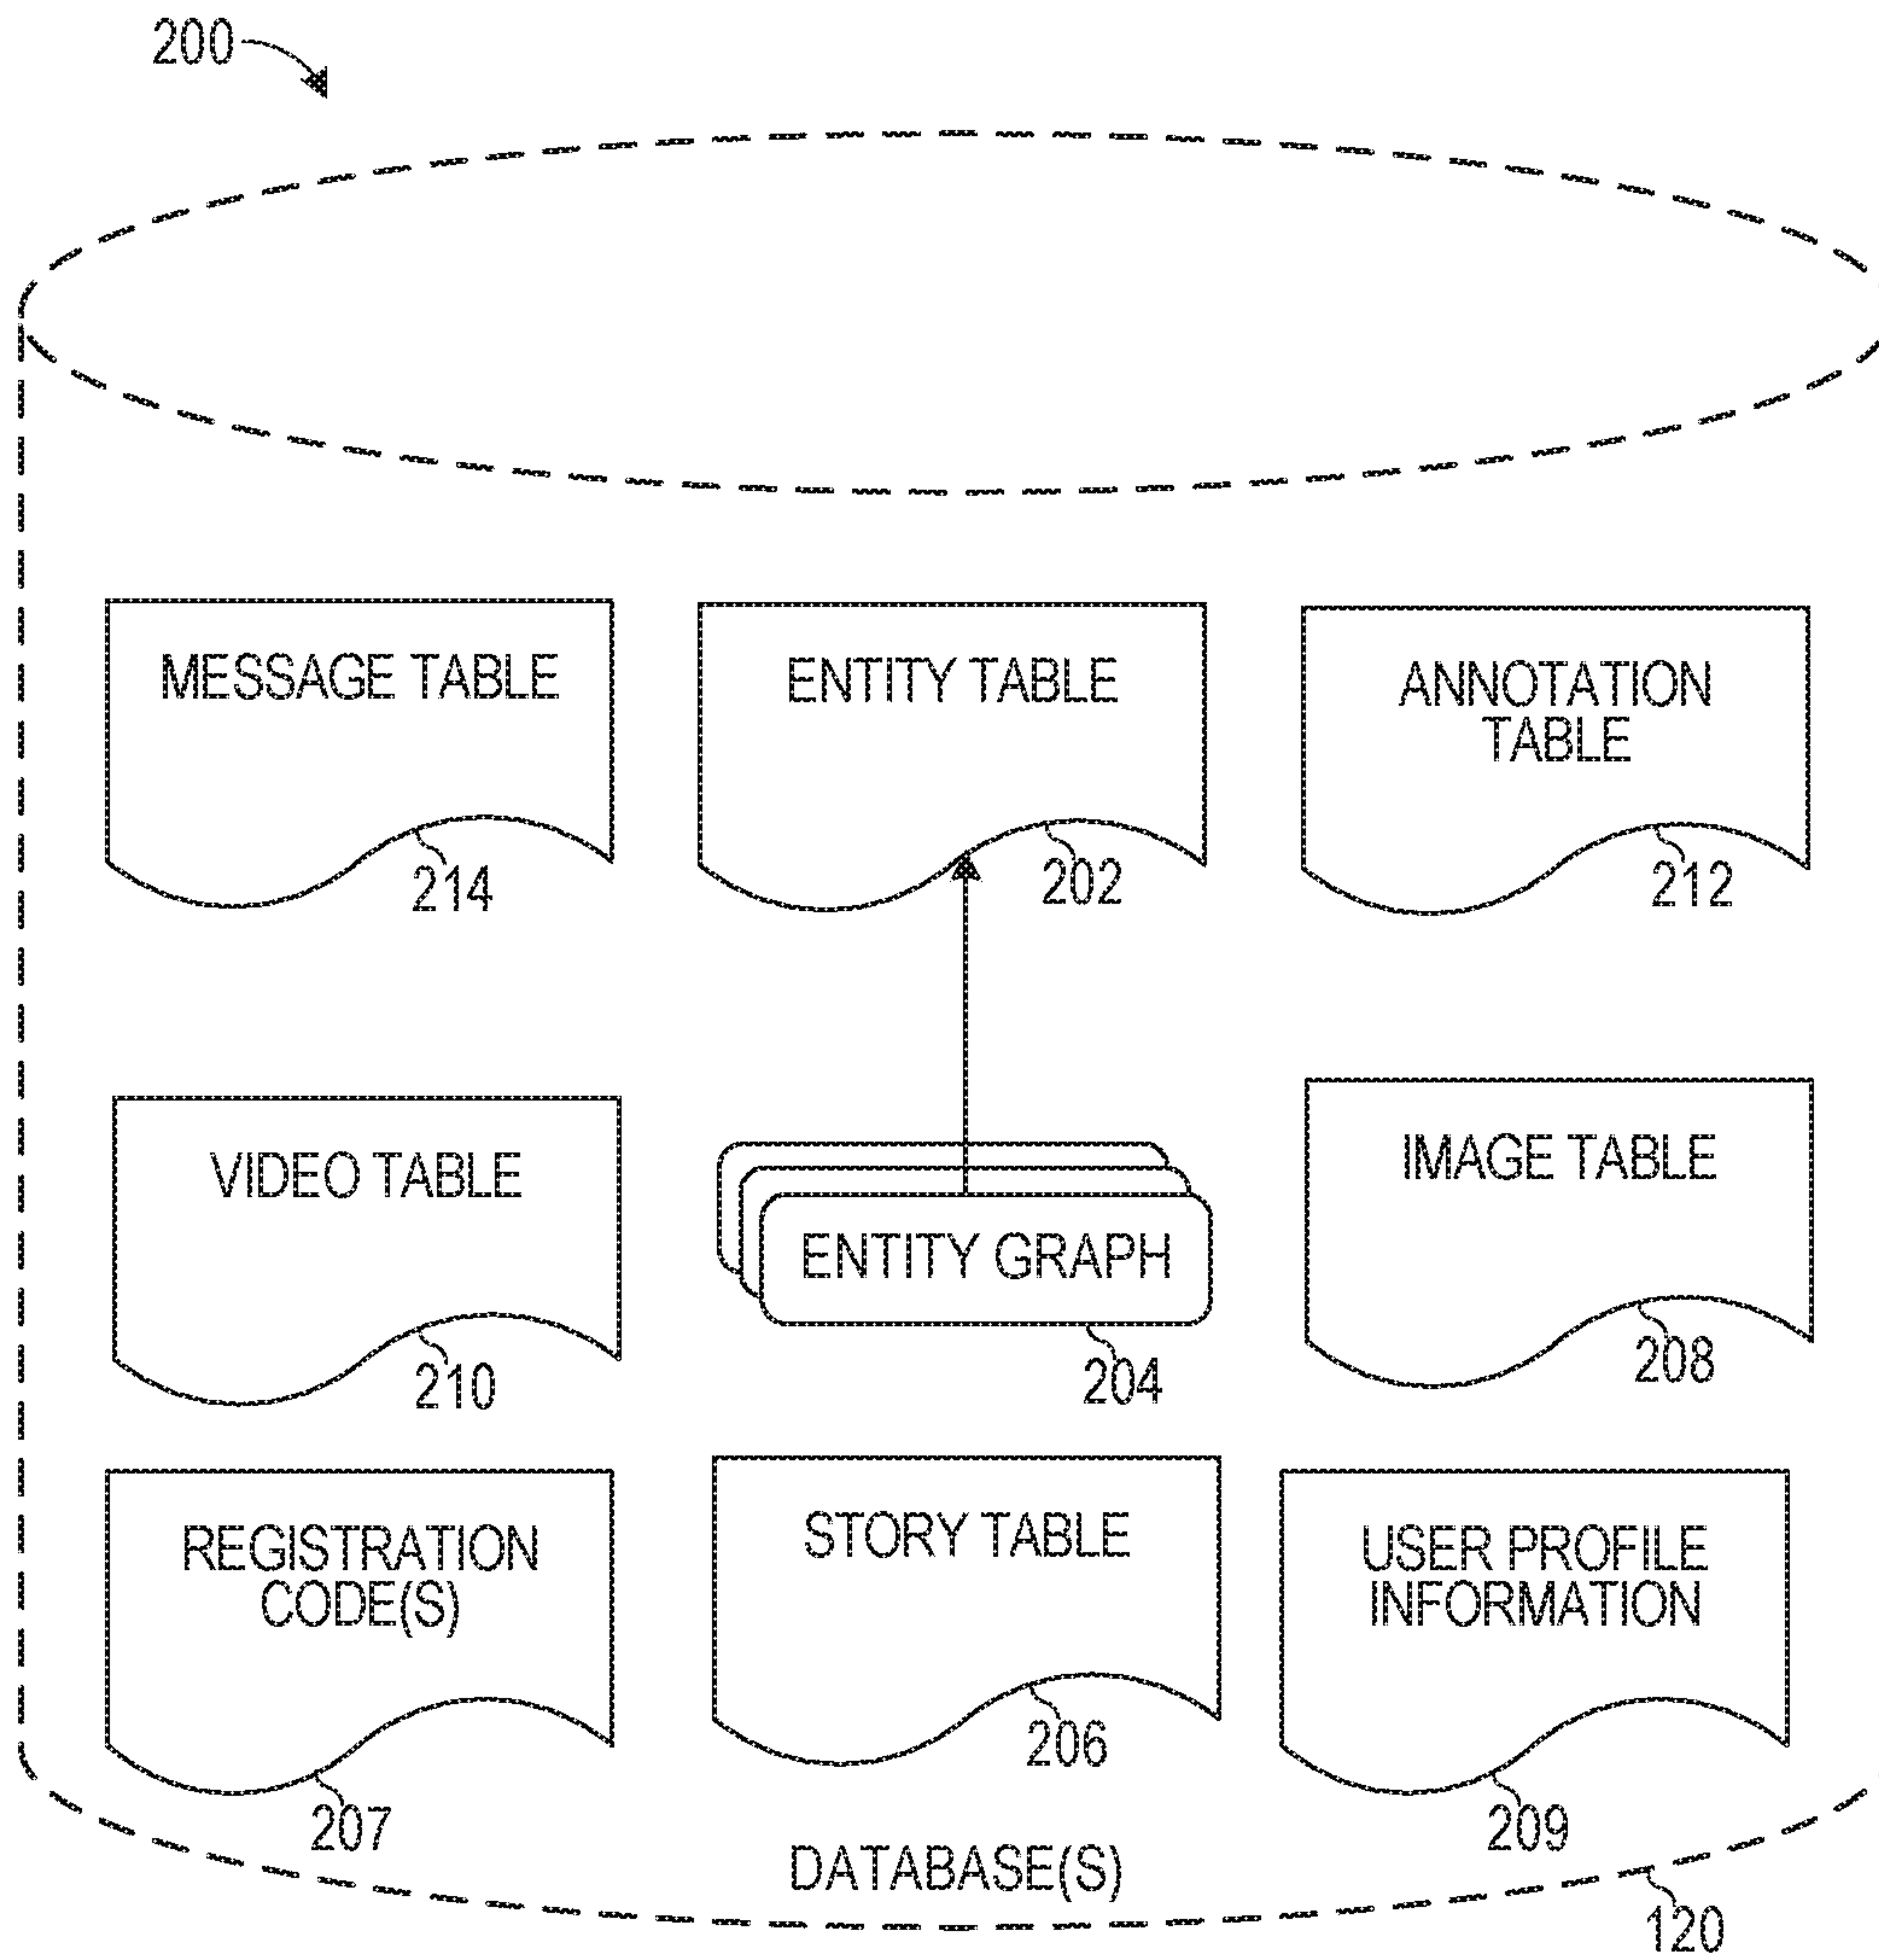 200
MESSAGE TABLE
ENTITY TABLE
ANNOTATION
TABLE
214
202
212
VIDEO TABLE
ENTITY GRAPH
IMAGE TABLE
210
204
208
REGISTRATION
CODE(S)
STORY TABLE
USER PROFILE
INFORMATION
207
206
209
DATABASE(S)
120